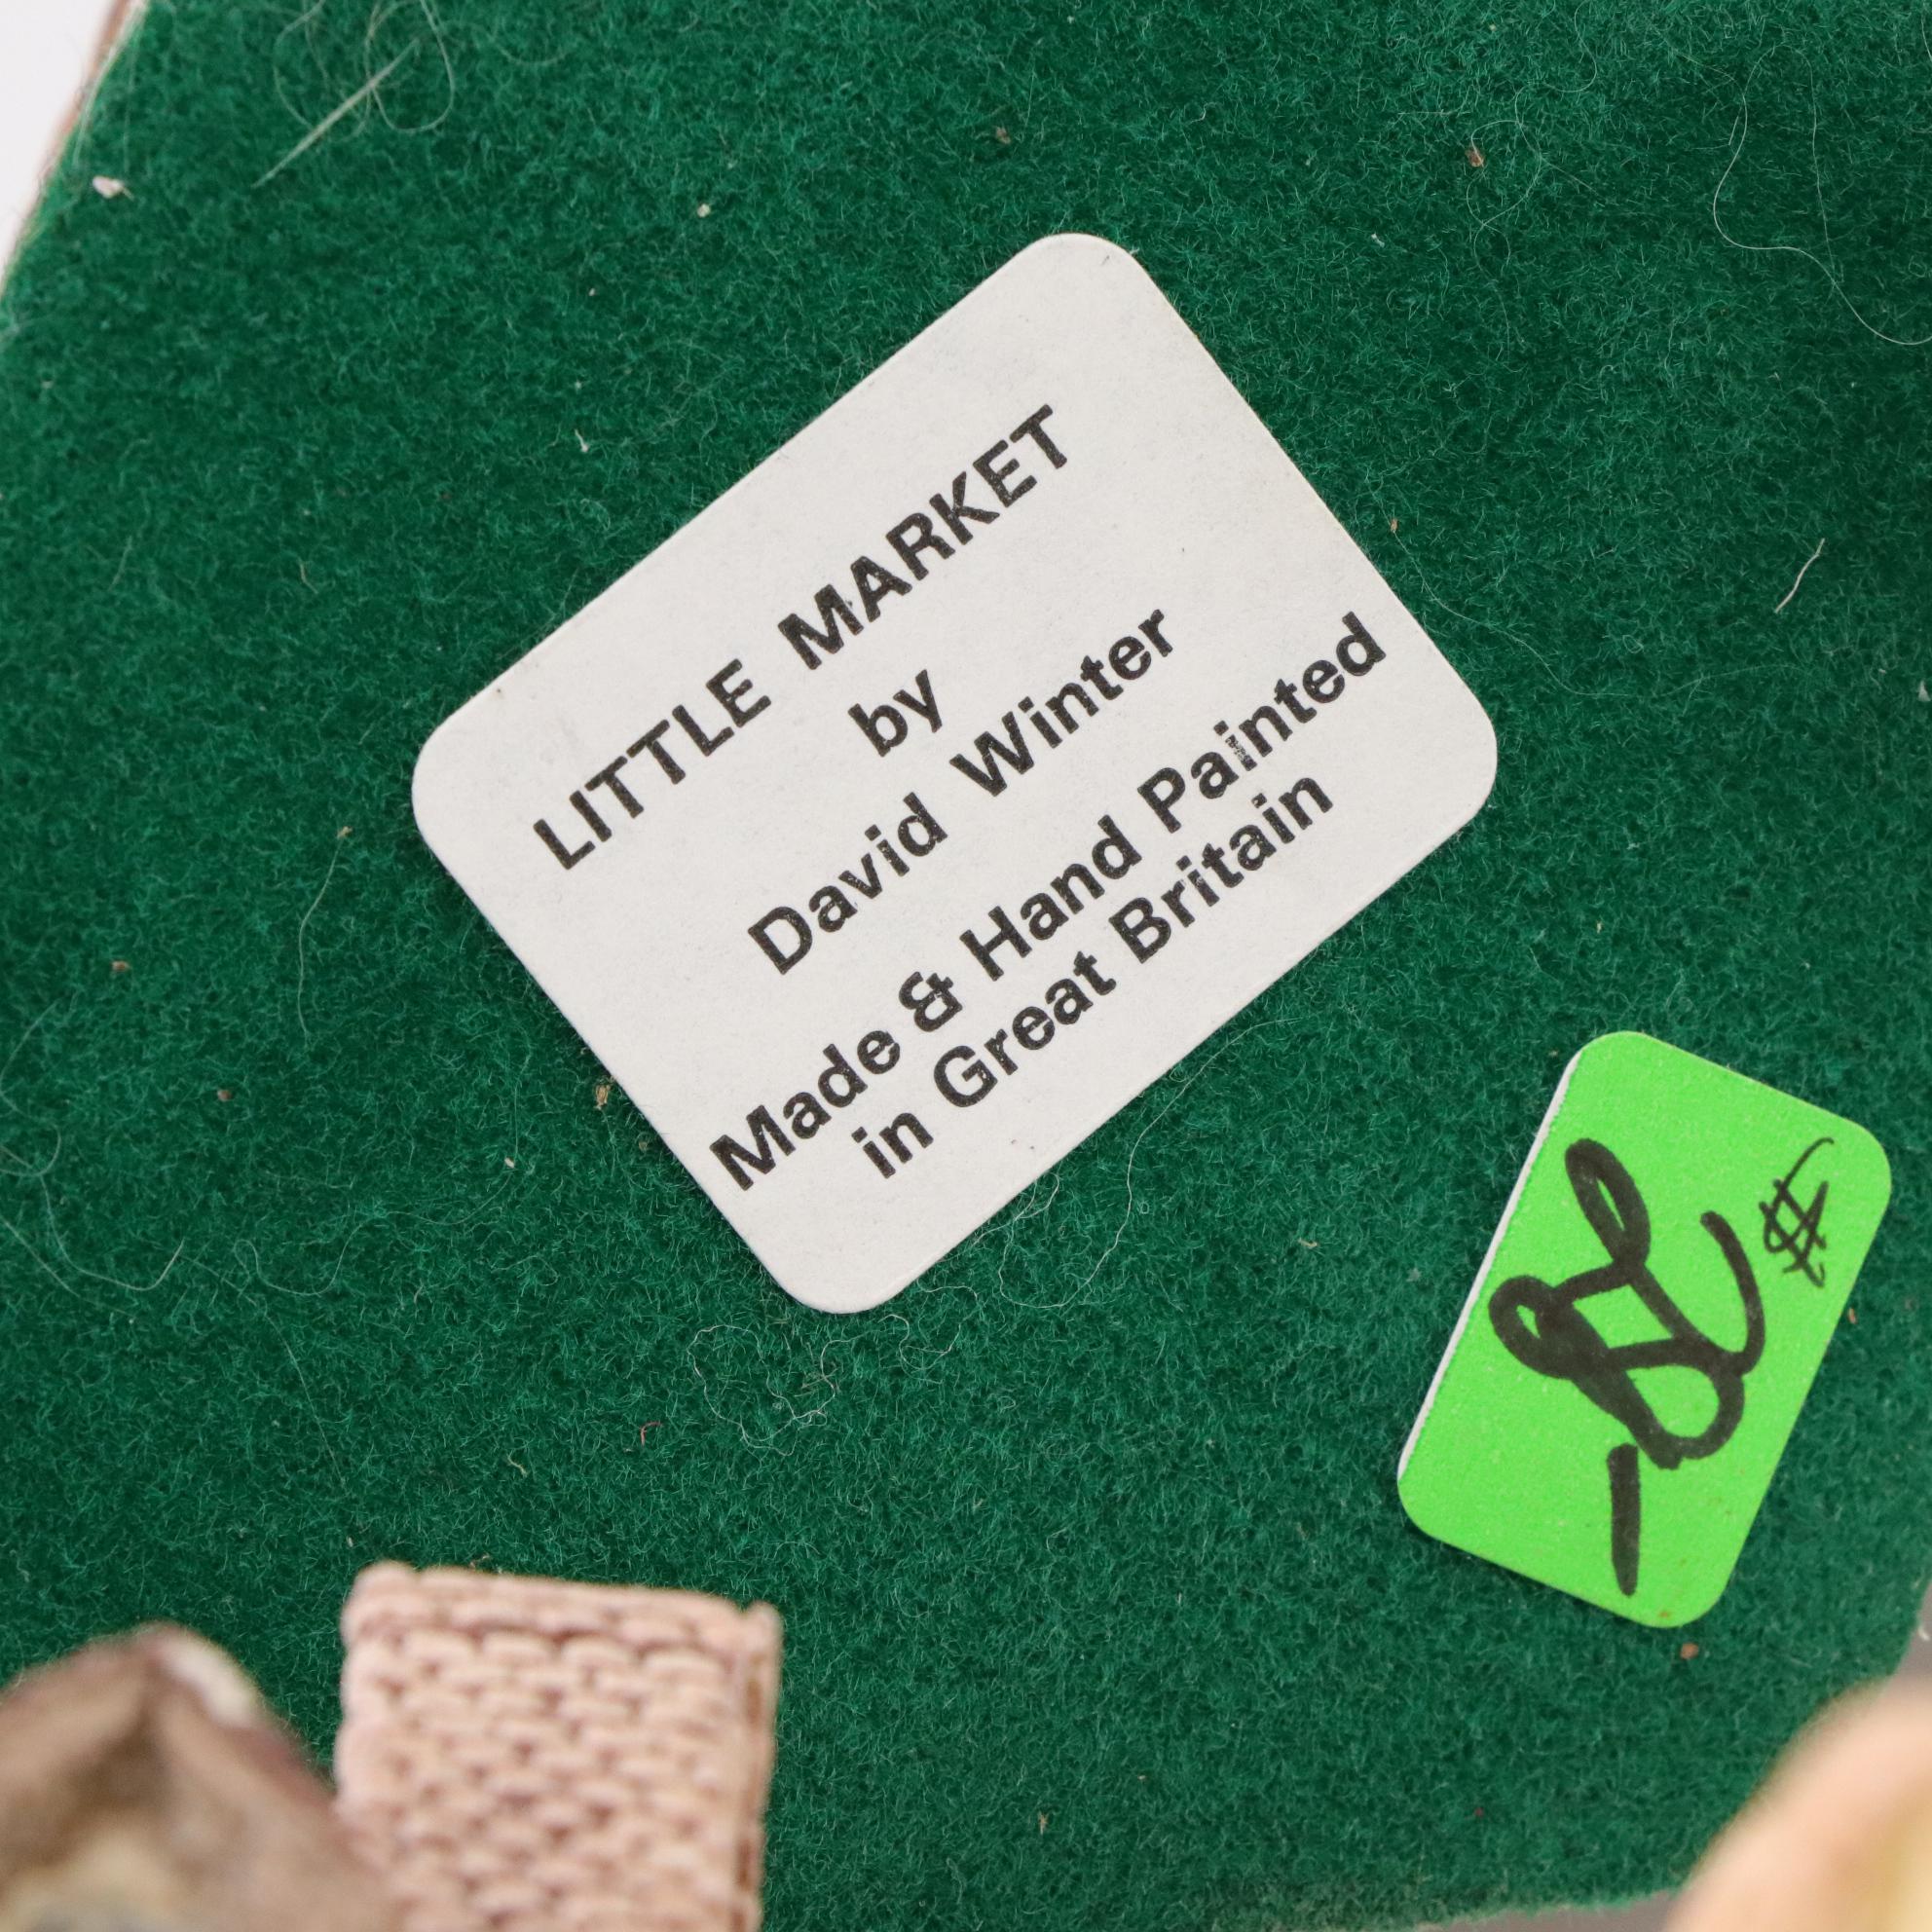 LITTLE MARKET
by
David Winter
Made & Hand Painted
in Great Britain